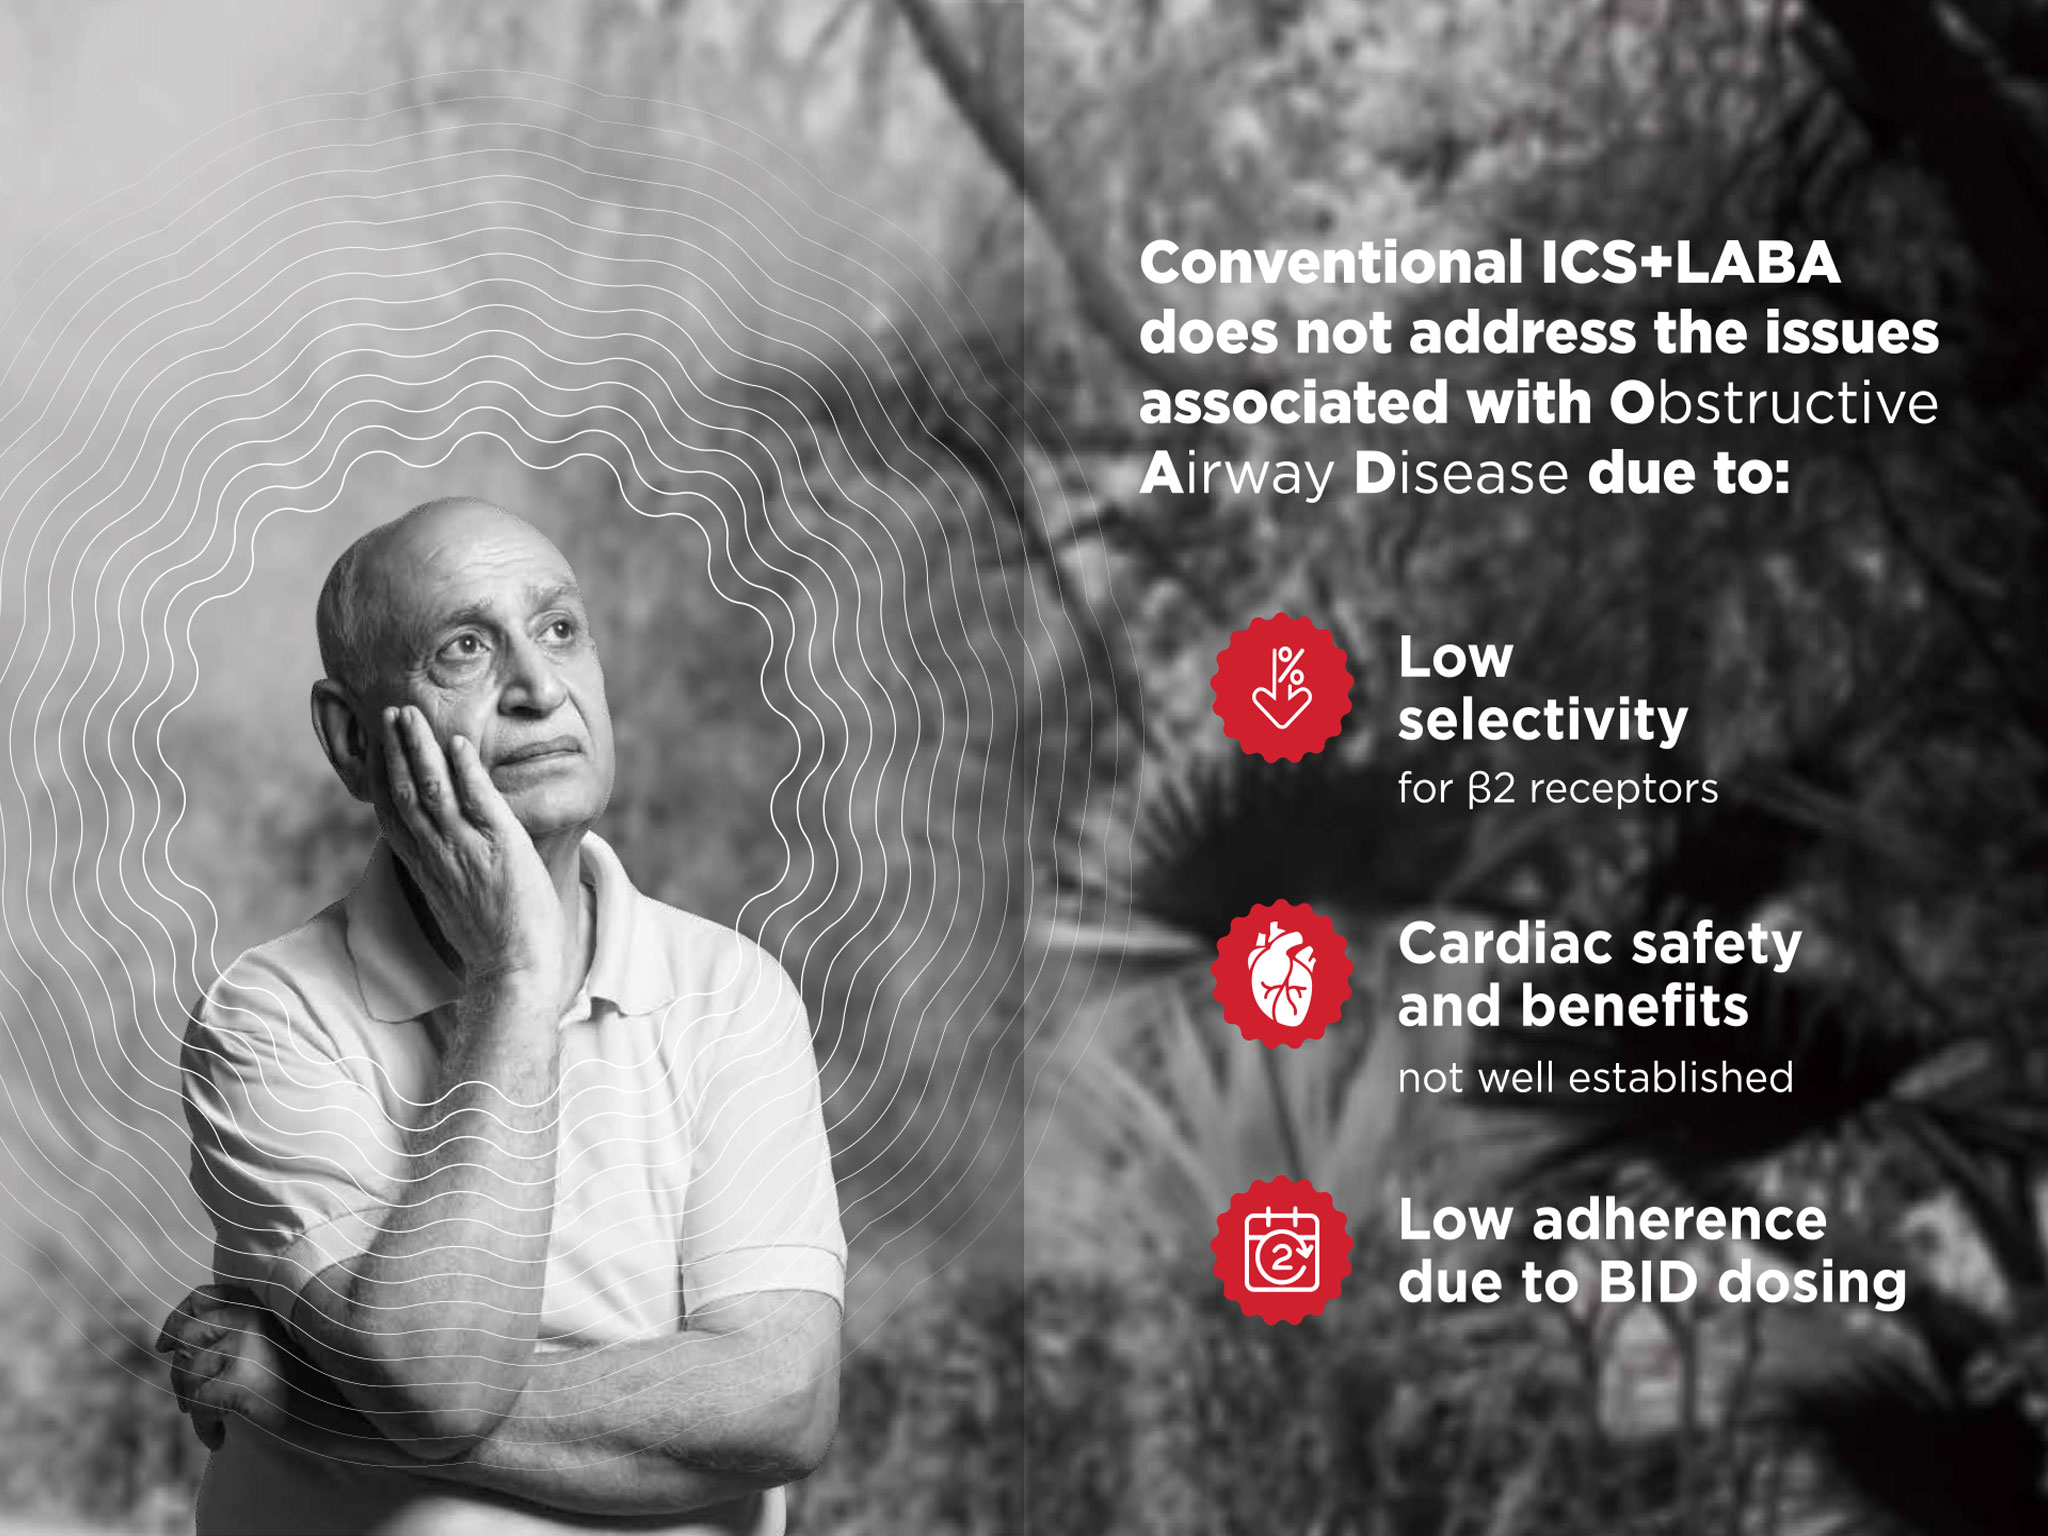 Conventional ICS+LABA
does not address the issues
associated with Obstructive
Airway Disease due to:
%
Low
selectivity
for β2 receptors
Cardiac safety
and benefits
not well established
2
Low adherence
due to BID dosing